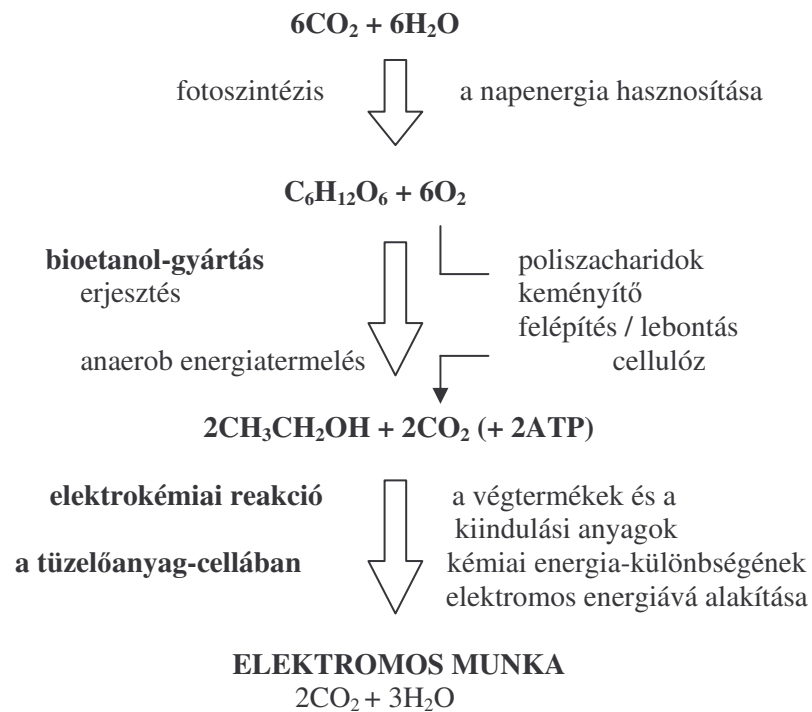 6CO₂ + 6H₂O
fotoszintézis a napenergia hasznosítása
C₆H₁₂O₆ + 6O₂
bioetanol-gyártás poliszacharidok
erjesztés keményítő
felépítés / lebontás
anaerob energiatermelés cellulóz
2CH₃CH₂OH + 2CO₂ (+ 2ATP)
elektrokémiai reakció a végtermékek és a
kiindulási anyagok
a tüzelőanyag-cellában kémiai energia-különbségének
elektromos energiává alakítása
ELEKTROMOS MUNKA
2CO₂ + 3H₂O